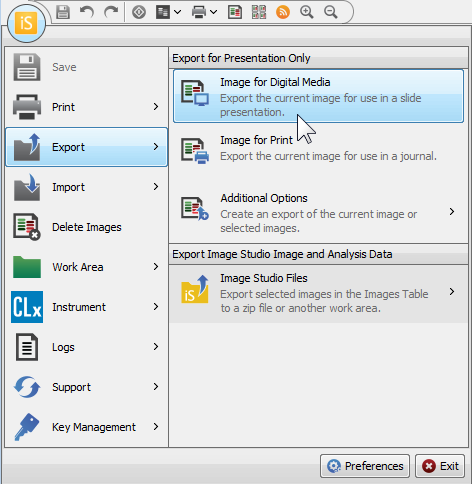 iS
Save
Print
Export
Import
Delete Images
Work Area
CLx
Instrument
Logs
Support
Key Management
Export for Presentation Only
Image for Digital Media
Export the current image for use in a slide
presentation.
Image for Print
Export the current image for use in a journal.
Additional Options
Create an export of the current image or
selected images.
Export Image Studio Image and Analysis Data
iS
Image Studio Files
Export selected images in the Images Table
to a zip file or another work area.
Preferences
Exit